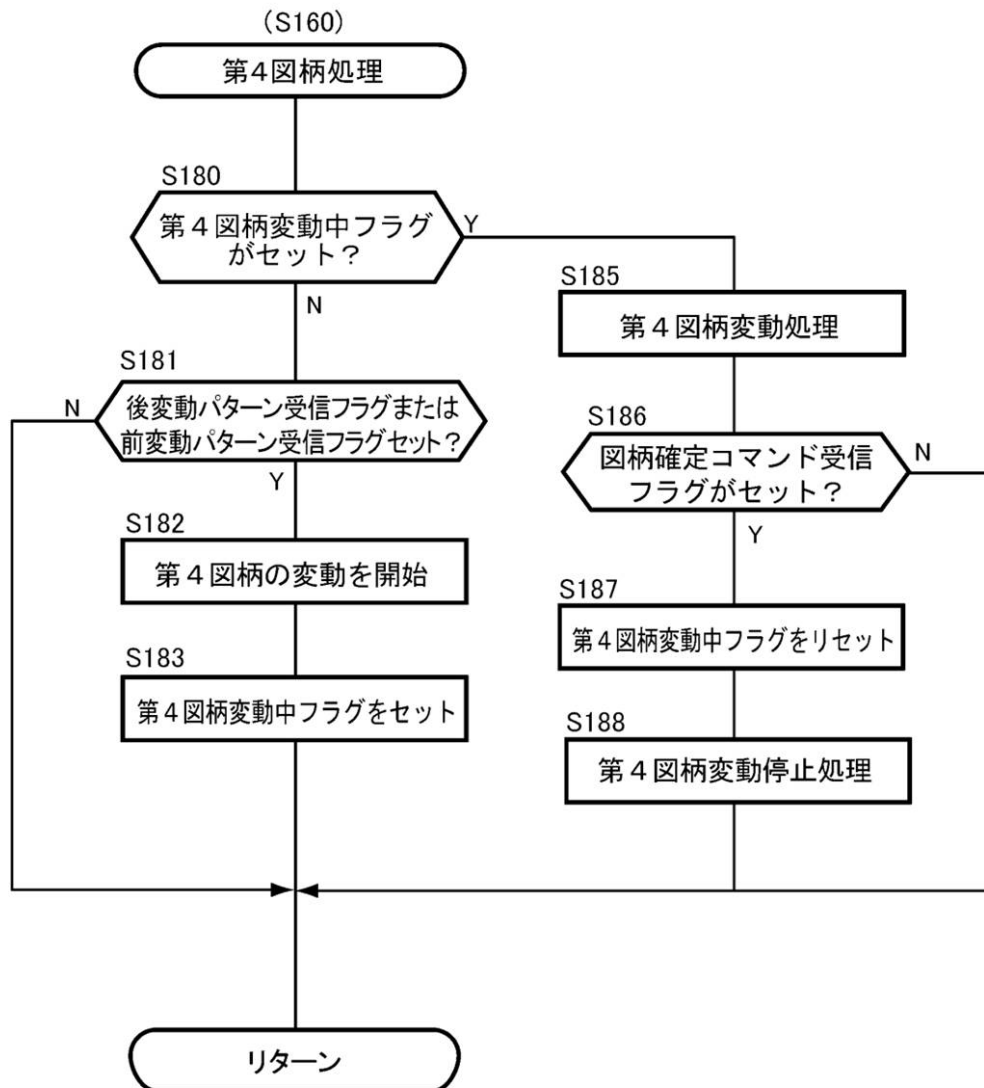 (S160)
第4図柄処理
S180
第４図柄変動中フラグ
がセット？
Y
N
S181
後変動パターン受信フラグまたは
前変動パターン受信フラグセット？
N
Y
S182
第４図柄の変動を開始
S183
第４図柄変動中フラグをセット
S185
第４図柄変動処理
S186
図柄確定コマンド受信
フラグがセット？
N
Y
S187
第４図柄変動中フラグをリセット
S188
第４図柄変動停止処理
リターン